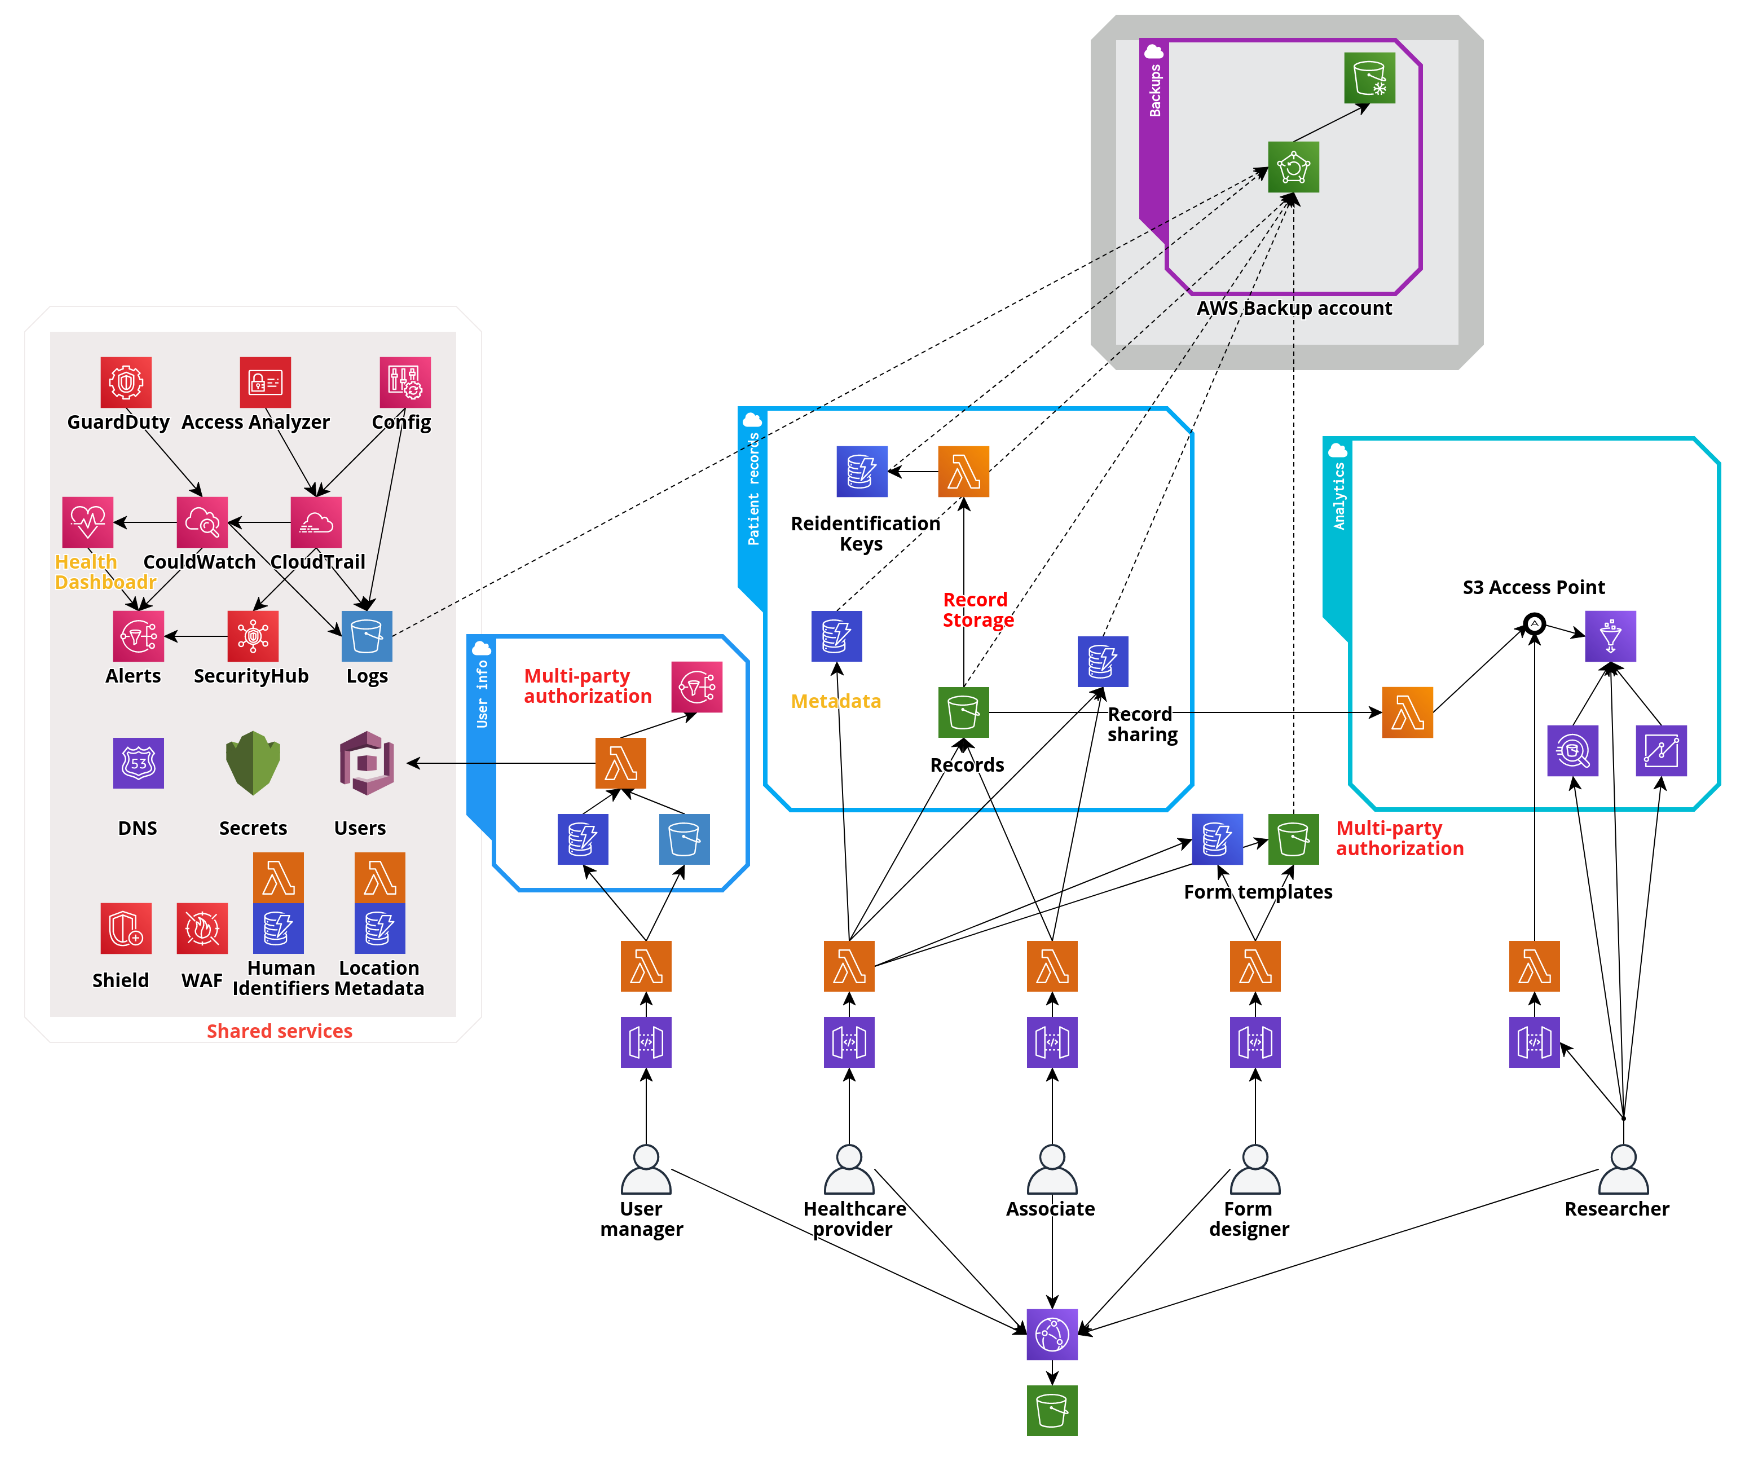 Backups
AWS Backup account
GuardDuty
Access Analyzer
Config
Health
Dashboadr
CouldWatch
CloudTrail
Alerts
SecurityHub
Logs
DNS
53
Secrets
Users
Shield
WAF
Human
Identifiers
Location
Metadata
Shared services
User info
Multi-party
authorization
Patient records
Reidentification
Keys
Record
Storage
Metadata
Records
Record
sharing
Analytics
S3 Access Point
Form templates
Multi-party
authorization
User
manager
Healthcare
provider
Associate
Form
designer
Researcher